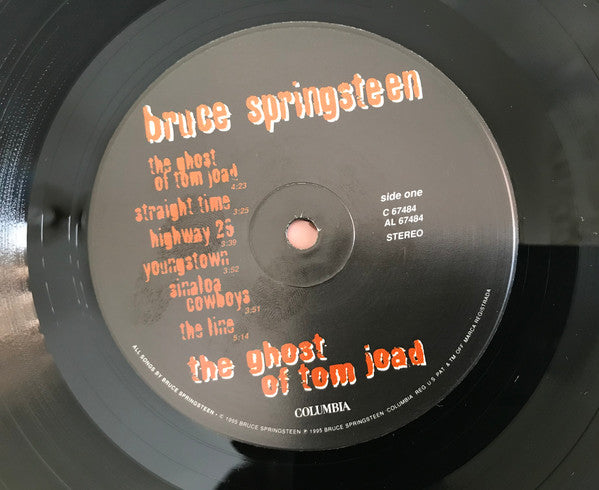 bruce springsteen
the ghost
of tom joad 4:23
straight time 3:25
highway 25 3:39
youngstown 3:52
sinaloa
cowboys 3:51
the line 5:14
side one
C 67484
AL 67484
STEREO
the ghost
of tom joad
COLUMBIA
ALL SONGS BY BRUCE SPRINGSTEEN • © 1995 BRUCE SPRINGSTEEN ℗ 1995 BRUCE SPRINGSTEEN/COLUMBIA REG. U.S. PAT. & TM. OFF. MARCA REGISTRADA